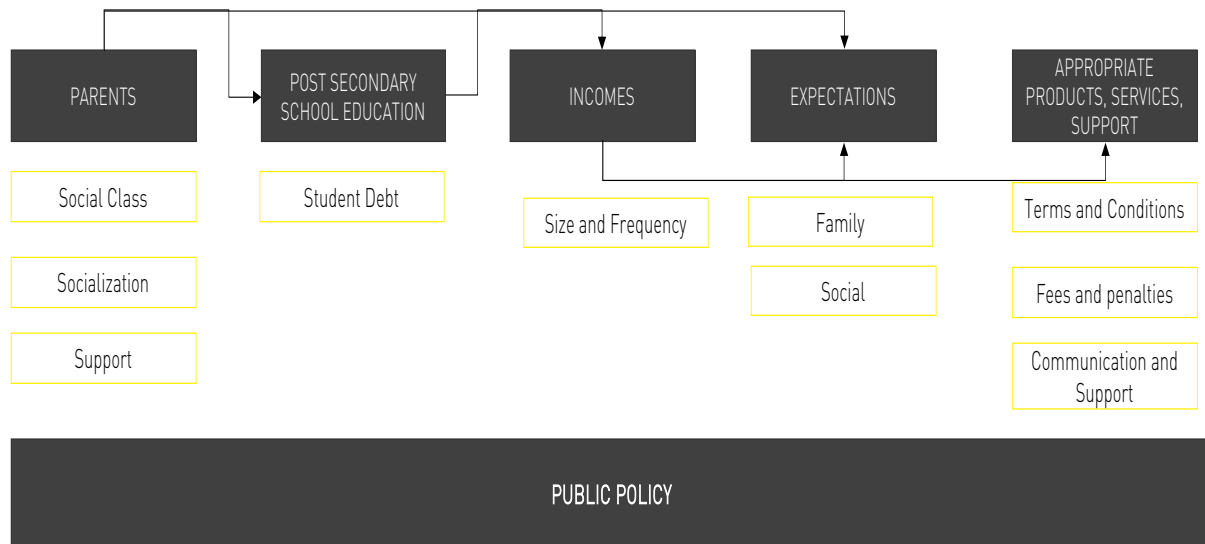 PARENTS
POST SECONDARY
SCHOOL EDUCATION
INCOMES
EXPECTATIONS
APPROPRIATE
PRODUCTS, SERVICES,
SUPPORT
Social Class
Socialization
Support
Student Debt
Size and Frequency
Family
Social
Terms and Conditions
Fees and penalties
Communication and
Support
PUBLIC POLICY